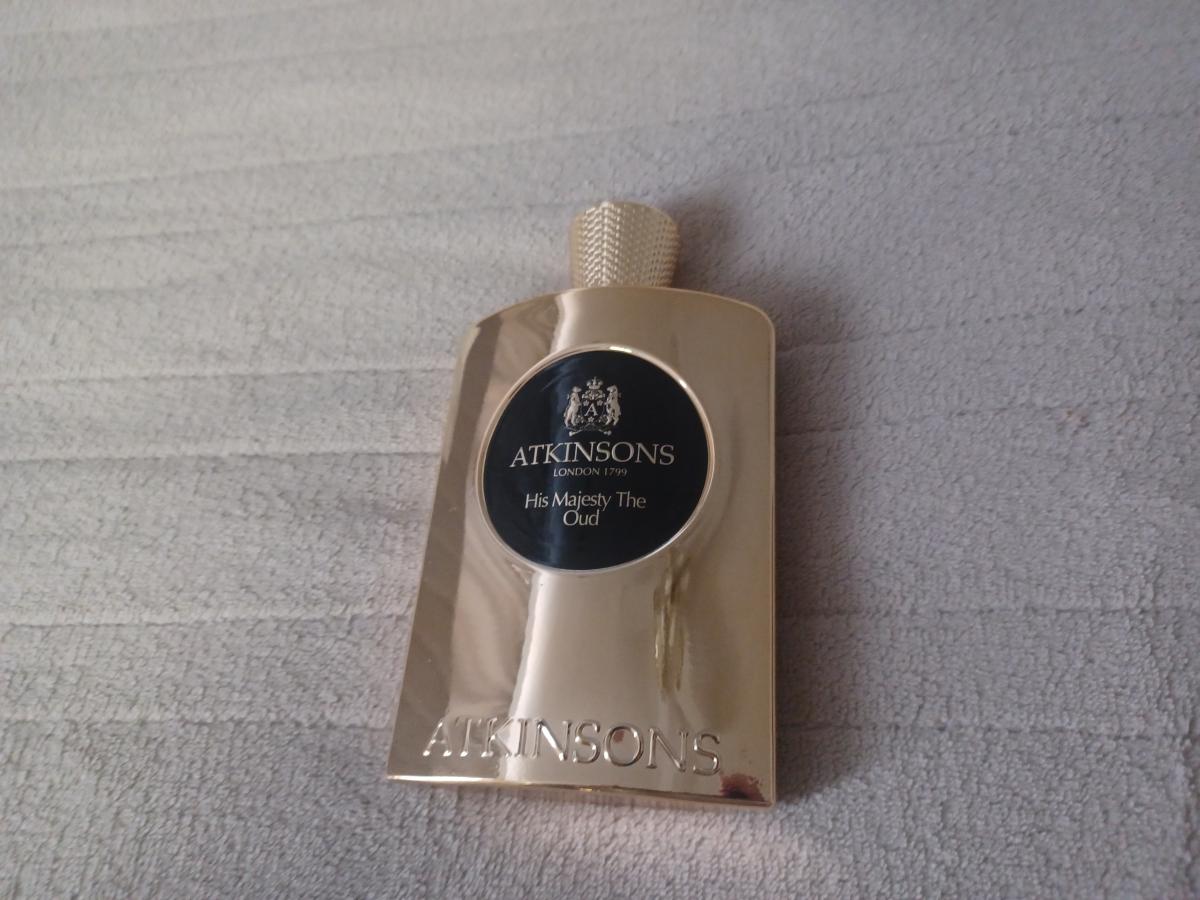 A
ATKINSONS
LONDON 1799
His Majesty The
Oud
ATKINSONS